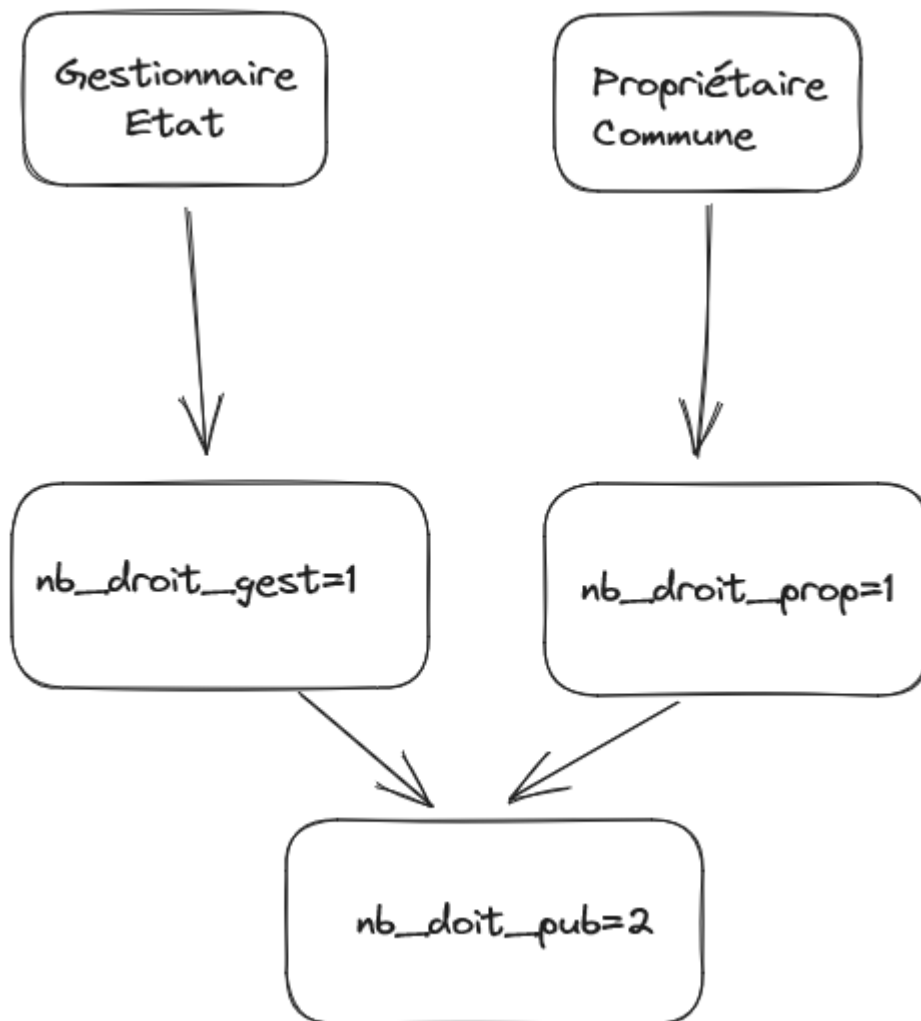 Gestionnaire
Etat
Propriétaire
Commune
nb_droit_gest=1
nb_droit_prop=1
nb_doit_pub=2